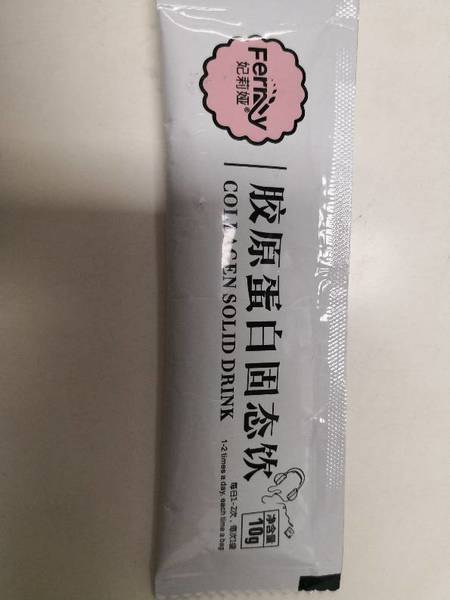 Ferƞy
妃莉娅®
胶原蛋白固态饮
COLLAGEN SOLID DRINK
每日1-2次,每次1袋
1-2 times a day, each time a bag
净含量
10g